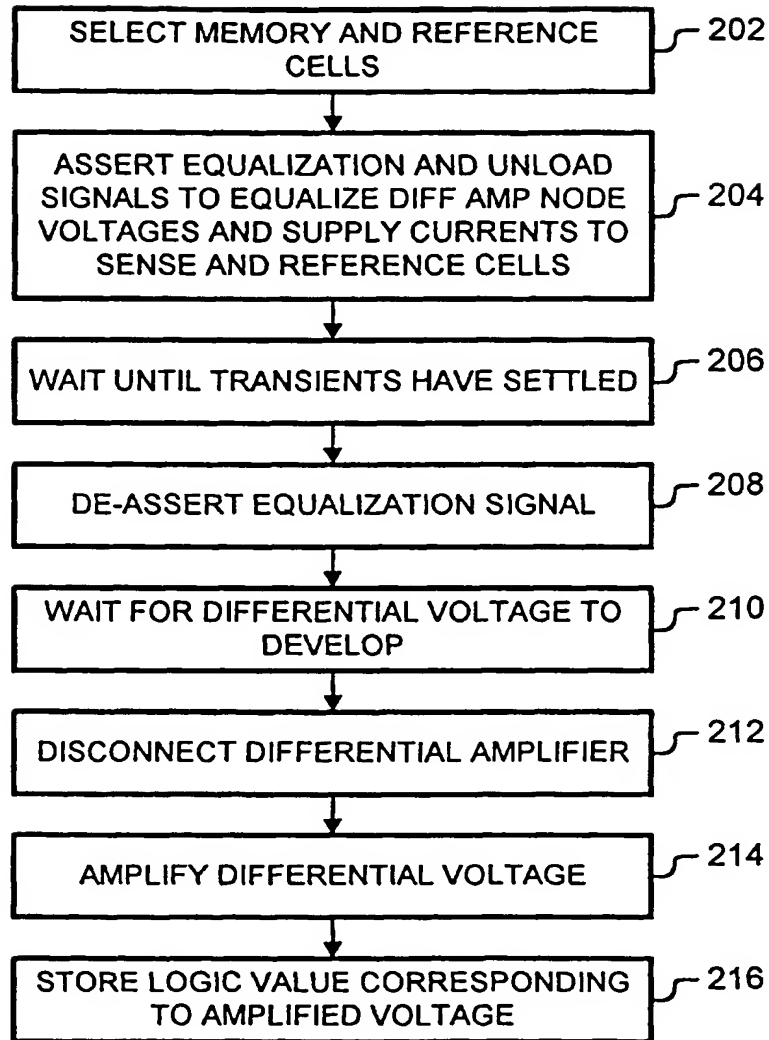 SELECT MEMORY AND REFERENCE
CELLS
202
ASSERT EQUALIZATION AND UNLOAD
SIGNALS TO EQUALIZE DIFF AMP NODE
VOLTAGES AND SUPPLY CURRENTS TO
SENSE AND REFERENCE CELLS
204
WAIT UNTIL TRANSIENTS HAVE SETTLED
206
DE-ASSERT EQUALIZATION SIGNAL
208
WAIT FOR DIFFERENTIAL VOLTAGE TO
DEVELOP
210
DISCONNECT DIFFERENTIAL AMPLIFIER
212
AMPLIFY DIFFERENTIAL VOLTAGE
214
STORE LOGIC VALUE CORRESPONDING
TO AMPLIFIED VOLTAGE
216